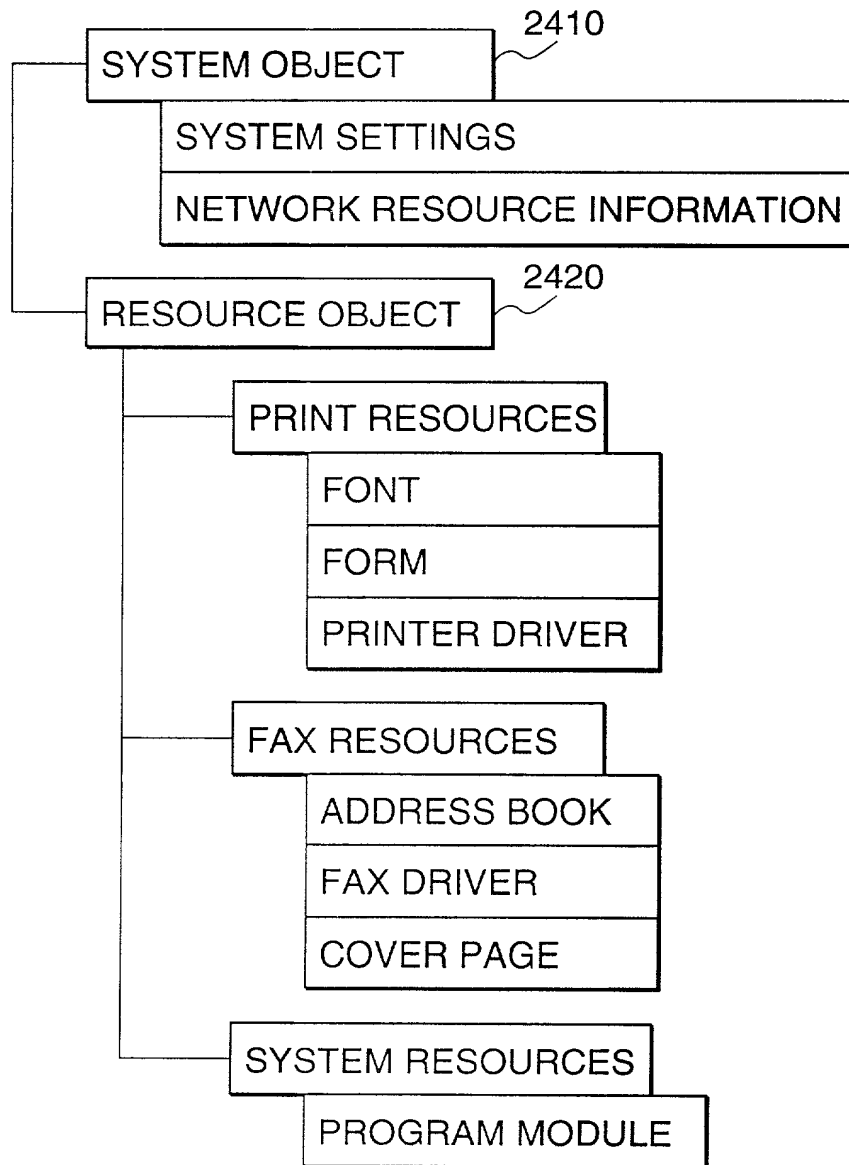 2410
SYSTEM OBJECT
SYSTEM SETTINGS
NETWORK RESOURCE INFORMATION
2420
RESOURCE OBJECT
PRINT RESOURCES
FONT
FORM
PRINTER DRIVER
FAX RESOURCES
ADDRESS BOOK
FAX DRIVER
COVER PAGE
SYSTEM RESOURCES
PROGRAM MODULE